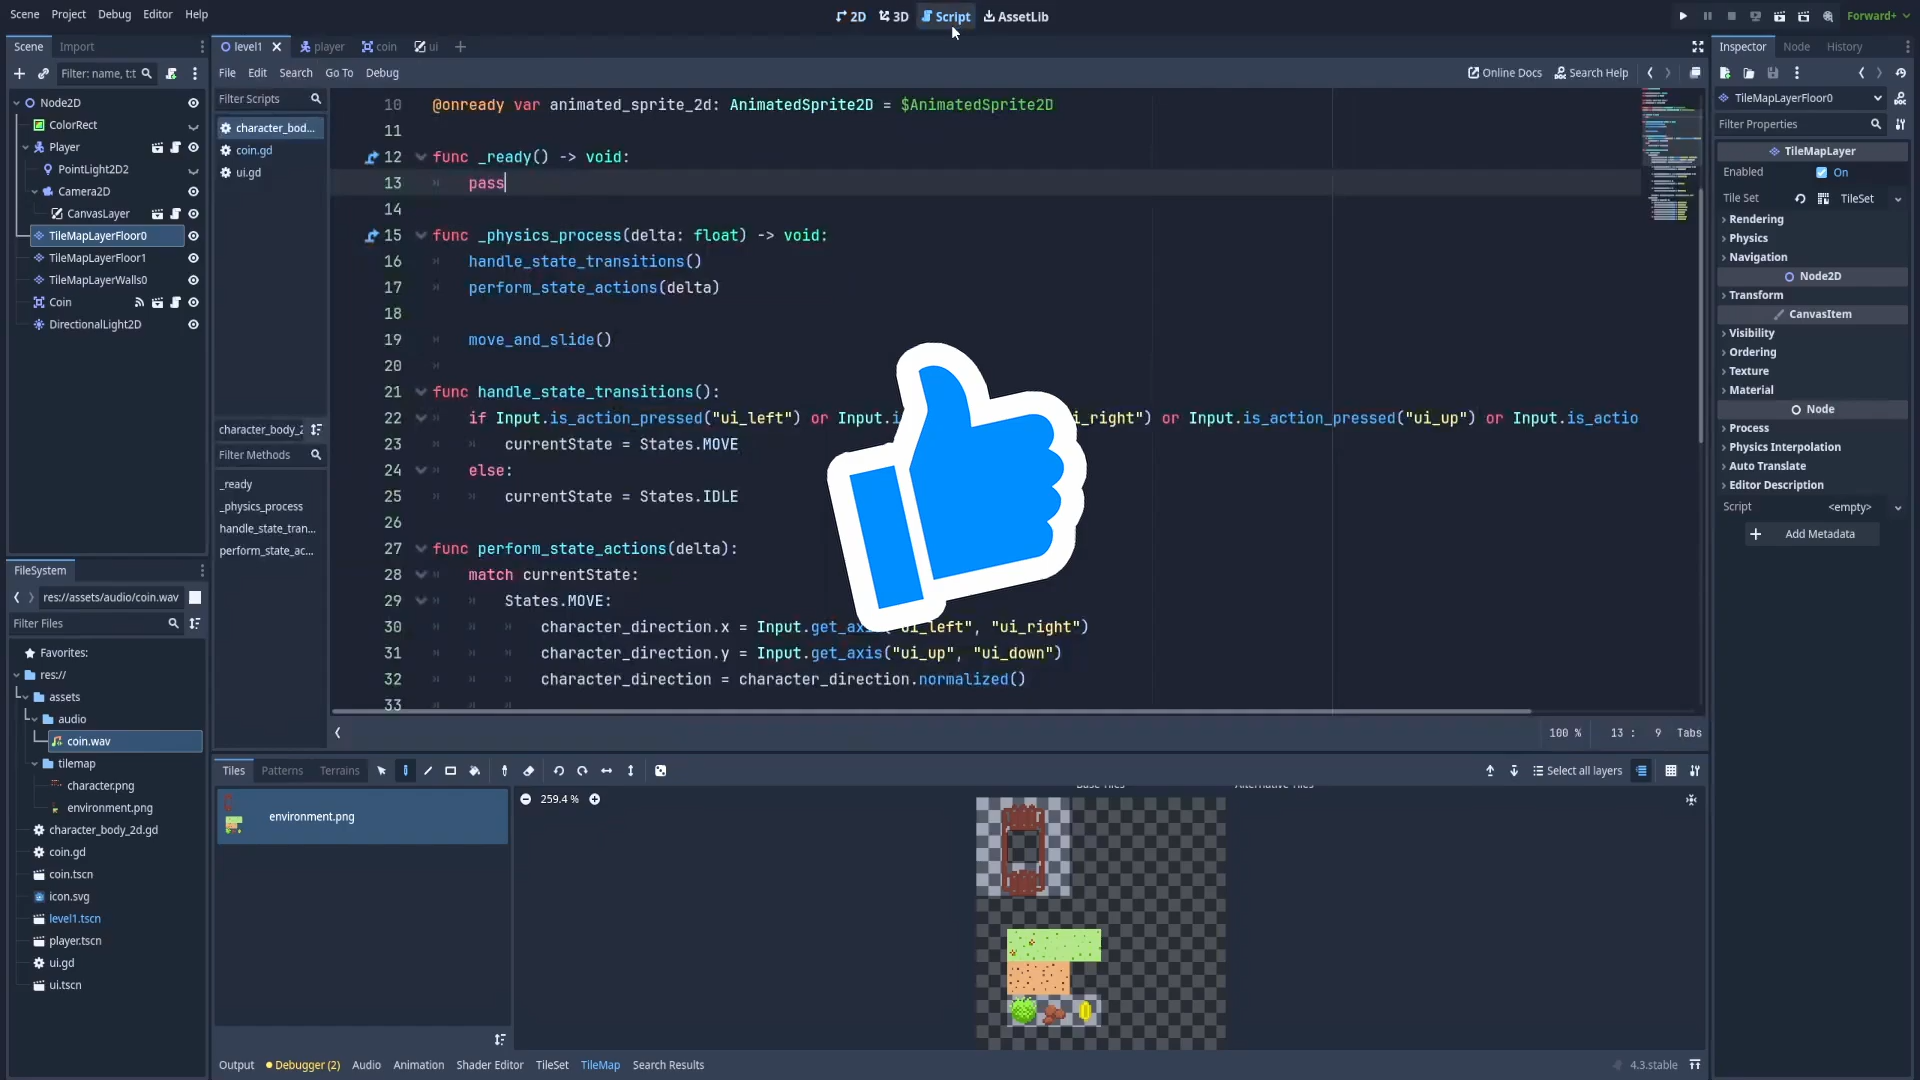 Scene Project Debug Editor Help
2D 3D Script AssetLib
Forward+
Scene Import
Filter: name, t:t
Node2D
ColorRect
Player
PointLight2D2
Camera2D
CanvasLayer
TileMapLayerFloor0
TileMapLayerFloor1
TileMapLayerWalls0
Coin
DirectionalLight2D
FileSystem
res://assets/audio/coin.wav
Filter Files
Favorites:
res://
assets
audio
coin.wav
tilemap
character.png
environment.png
character_body_2d.gd
coin.gd
coin.tscn
icon.svg
level1.tscn
player.tscn
ui.gd
ui.tscn
level1 player coin ui
File Edit Search Go To Debug
Online Docs Search Help
Filter Scripts
character_bod...
coin.gd
ui.gd
character_body_2
Filter Methods
_ready
_physics_process
handle_state_tran...
perform_state_ac...
10 @onready var animated_sprite_2d: AnimatedSprite2D = $AnimatedSprite2D
11
12 func _ready() -> void:
13 pass
14
15 func _physics_process(delta: float) -> void:
16 handle_state_transitions()
17 perform_state_actions(delta)
18
19 move_and_slide()
20
21 func handle_state_transitions():
22 if Input.is_action_pressed("ui_left") or Input.i i_right") or Input.is_action_pressed("ui_up") or Input.is_actio
23 currentState = States.MOVE
24 else:
25 currentState = States.IDLE
26
27 func perform_state_actions(delta):
28 match currentState:
29 States.MOVE:
30 character_direction.x = Input.get_axis("ui_left", "ui_right")
31 character_direction.y = Input.get_axis("ui_up", "ui_down")
32 character_direction = character_direction.normalized()
33
100 % 13 : 9 Tabs
Tiles Patterns Terrains
Select all layers
environment.png
259.4 %
Base Tiles Alternative Tiles
Output Debugger (2) Audio Animation Shader Editor TileSet TileMap Search Results
4.3.stable
Inspector Node History
TileMapLayerFloor0
Filter Properties
TileMapLayer
Enabled On
Tile Set TileSet
Rendering
Physics
Navigation
Node2D
Transform
CanvasItem
Visibility
Ordering
Texture
Material
Node
Process
Physics Interpolation
Auto Translate
Editor Description
Script <empty>
Add Metadata